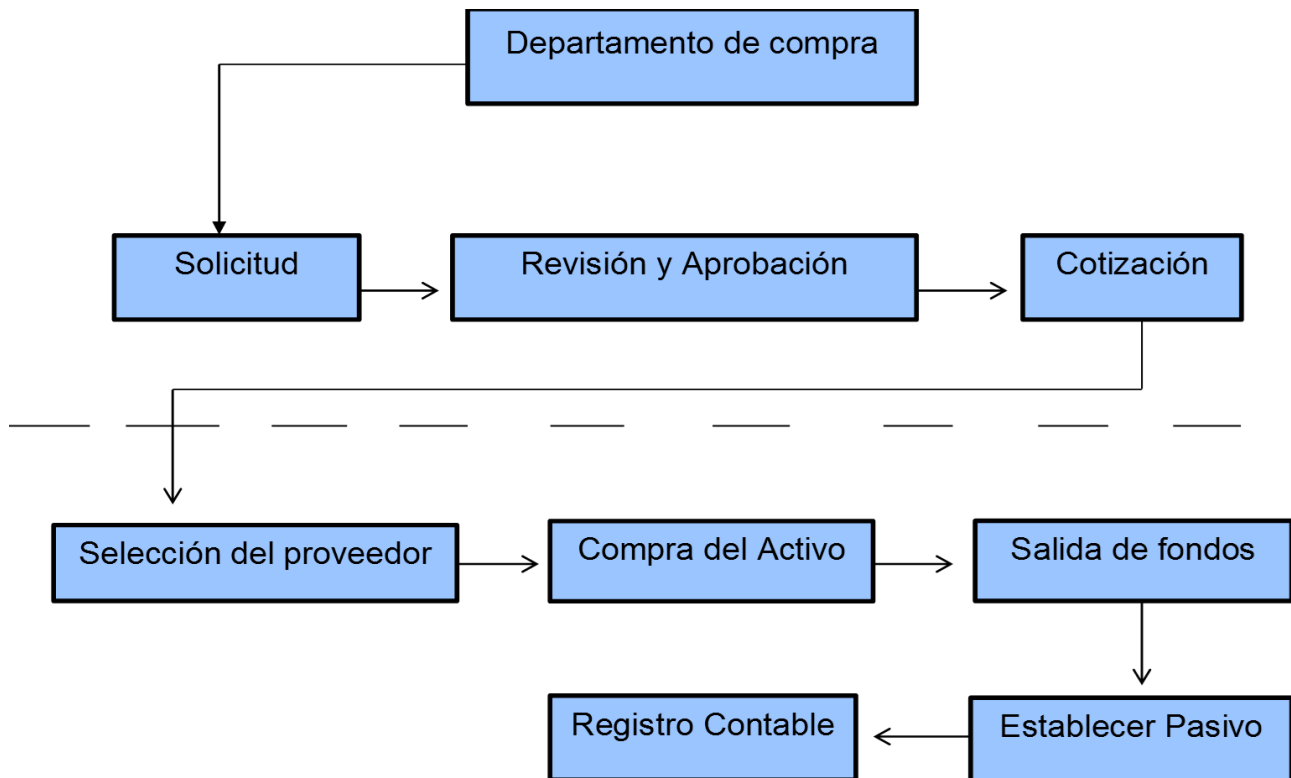 Departamento de compra
Solicitud
Revisión y Aprobación
Cotización
Selección del proveedor
Compra del Activo
Salida de fondos
Registro Contable
Establecer Pasivo